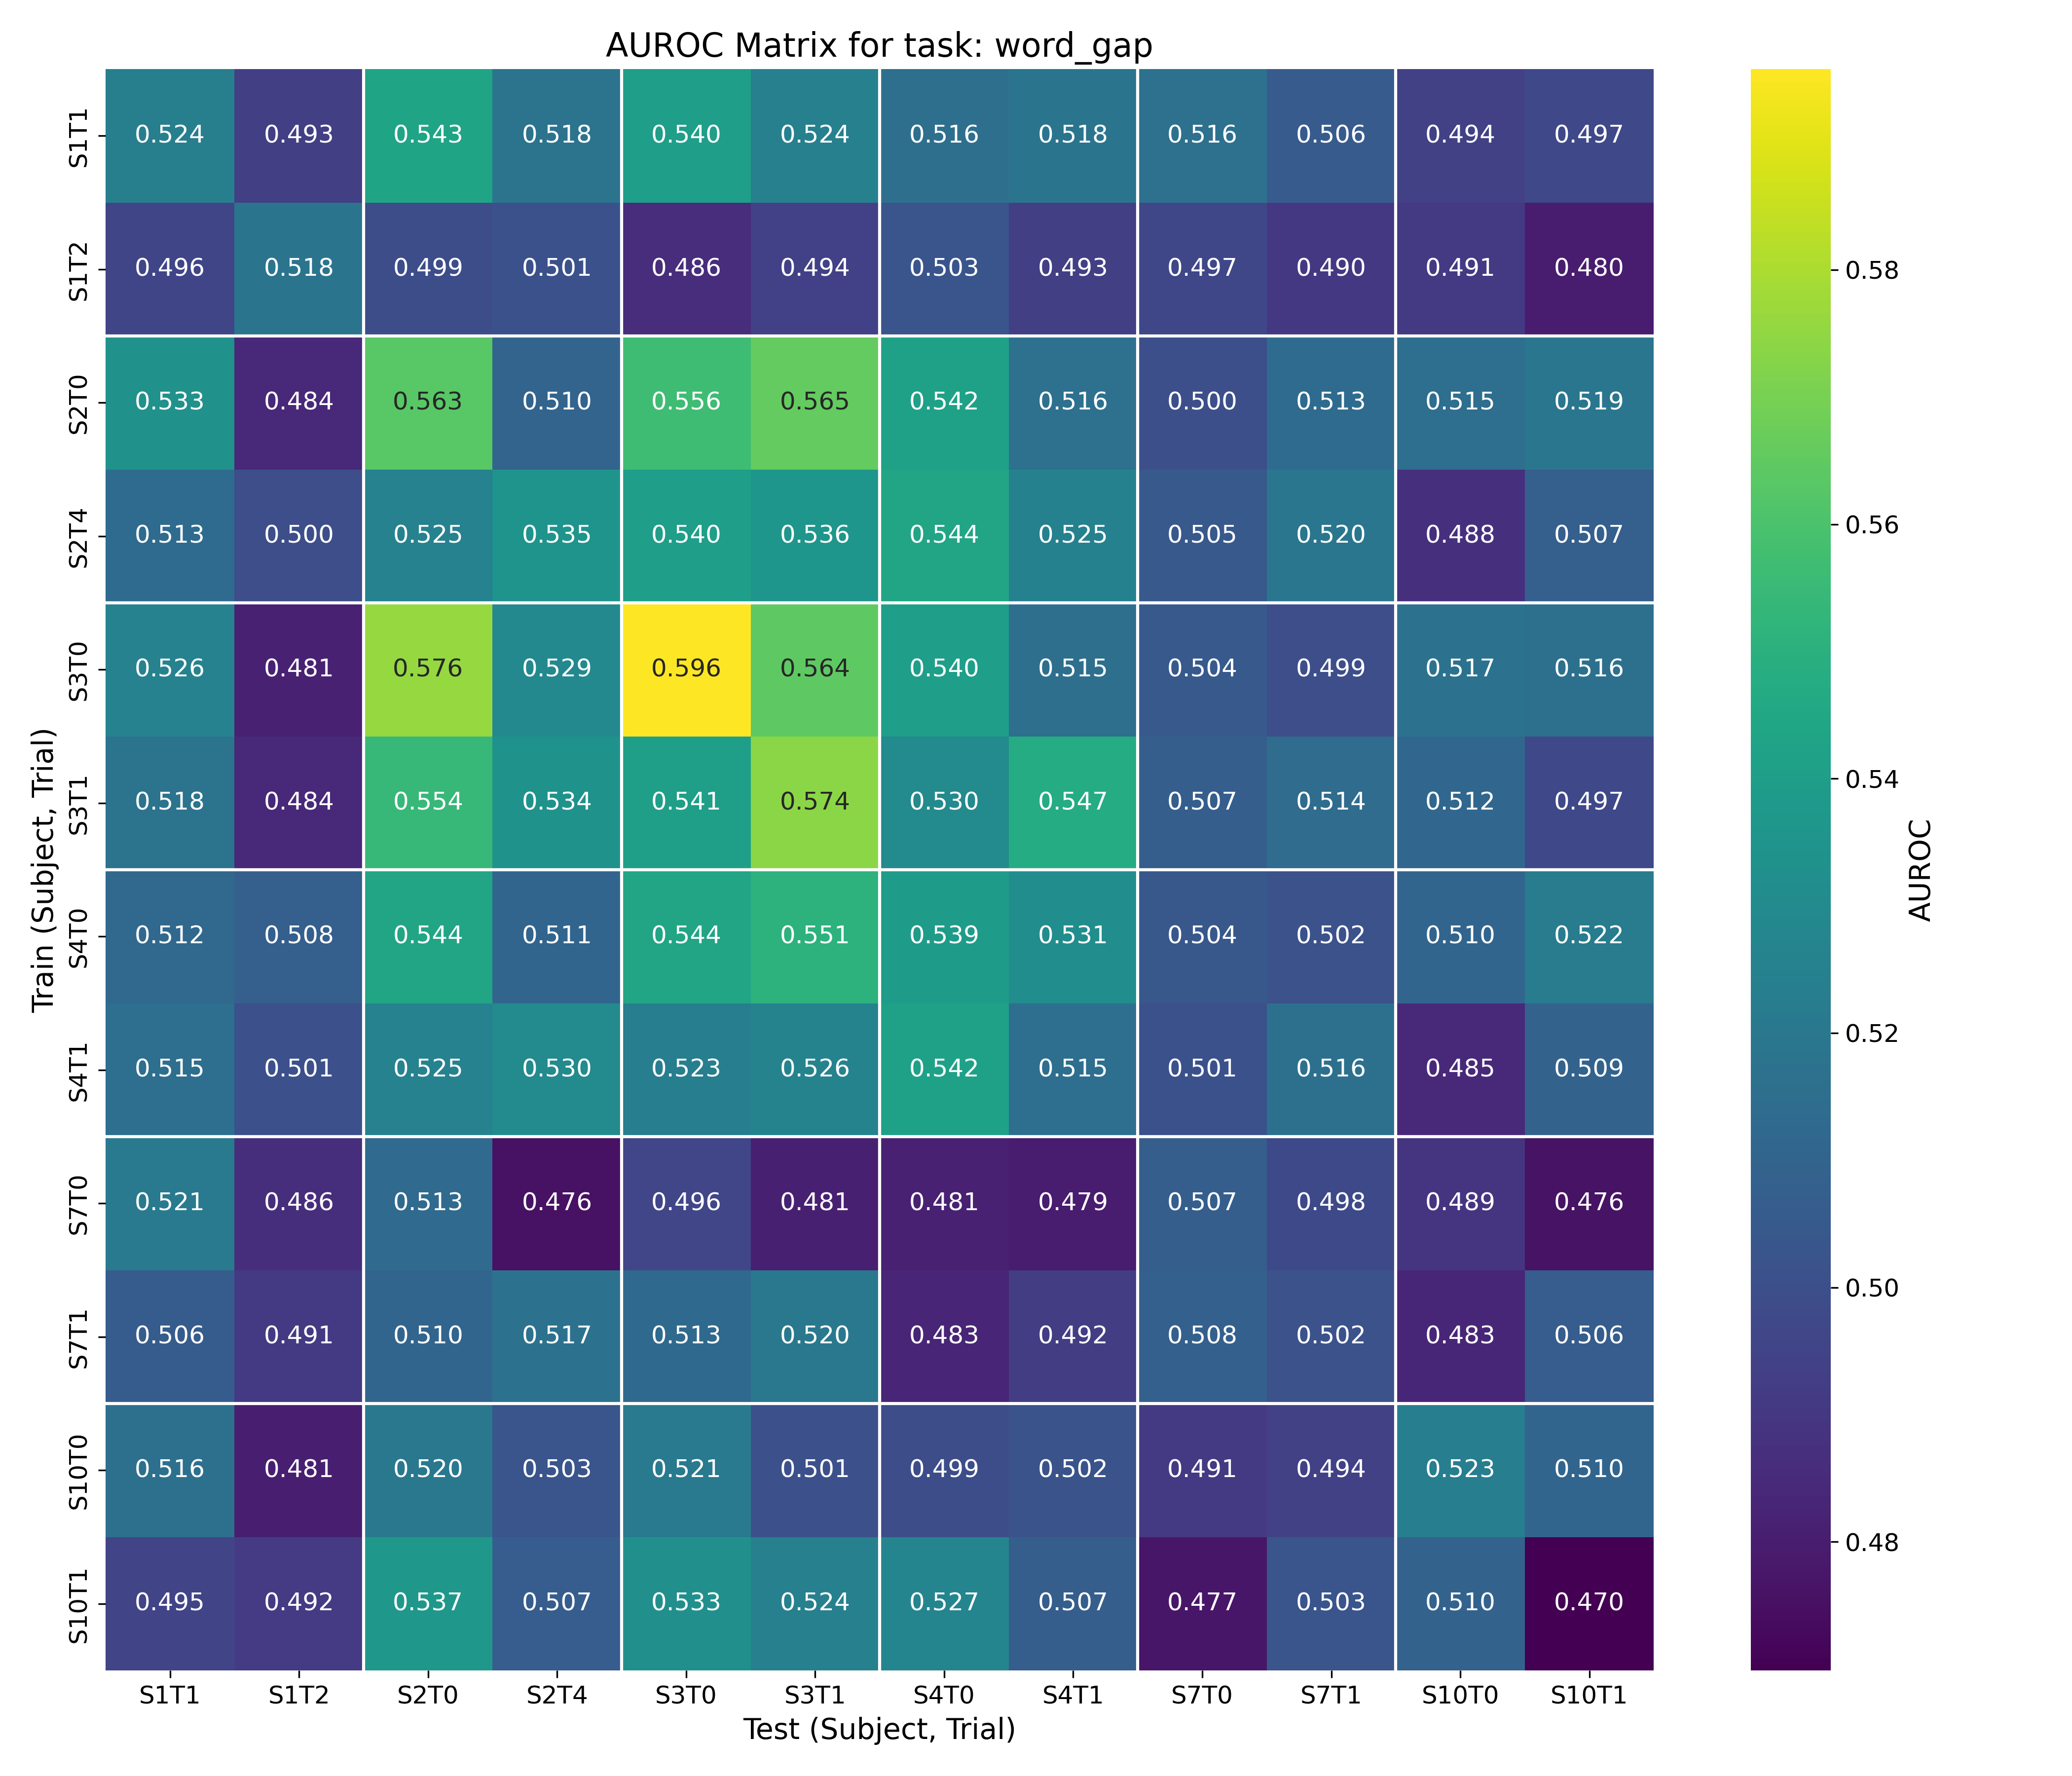 AUROC Matrix for task: word_gap
S1T1 0.524 0.493 0.543 0.518 0.540 0.524 0.516 0.518 0.516 0.506 0.494 0.497
S1T2 0.496 0.518 0.499 0.501 0.486 0.494 0.503 0.493 0.497 0.490 0.491 0.480
S2T0 0.533 0.484 0.563 0.510 0.556 0.565 0.542 0.516 0.500 0.513 0.515 0.519
S2T4 0.513 0.500 0.525 0.535 0.540 0.536 0.544 0.525 0.505 0.520 0.488 0.507
S3T0 0.526 0.481 0.576 0.529 0.596 0.564 0.540 0.515 0.504 0.499 0.517 0.516
S3T1 0.518 0.484 0.554 0.534 0.541 0.574 0.530 0.547 0.507 0.514 0.512 0.497
S4T0 0.512 0.508 0.544 0.511 0.544 0.551 0.539 0.531 0.504 0.502 0.510 0.522
S4T1 0.515 0.501 0.525 0.530 0.523 0.526 0.542 0.515 0.501 0.516 0.485 0.509
S7T0 0.521 0.486 0.513 0.476 0.496 0.481 0.481 0.479 0.507 0.498 0.489 0.476
S7T1 0.506 0.491 0.510 0.517 0.513 0.520 0.483 0.492 0.508 0.502 0.483 0.506
S10T0 0.516 0.481 0.520 0.503 0.521 0.501 0.499 0.502 0.491 0.494 0.523 0.510
S10T1 0.495 0.492 0.537 0.507 0.533 0.524 0.527 0.507 0.477 0.503 0.510 0.470
S1T1 S1T2 S2T0 S2T4 S3T0 S3T1 S4T0 S4T1 S7T0 S7T1 S10T0 S10T1
Test (Subject, Trial)
Train (Subject, Trial)
0.58
0.56
0.54
0.52
0.50
0.48
AUROC